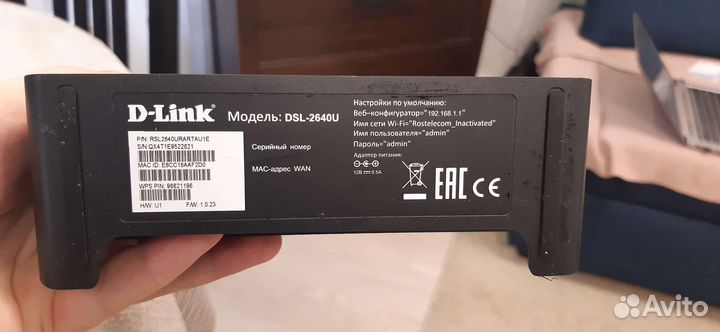 D-Link
Модель: DSL-2640U
P/N: RSL2640URARTAU1E
S/N:QX4T1E9522621
MAC ID: E8CC18AAF2D0
WPS PIN: 96621196
H/W: U1 F/W: 1.0.23
Серийный номер
MAC-адрес WAN
Настройки по умолчанию:
Веб-конфигуратор="192.168.1.1"
Имя сети Wi-Fi="Rostelecom_Inactivated"
Имя пользователя="admin"
Пароль="admin"
Адаптер питания:
12В 0.5А
EAC CE
Avito